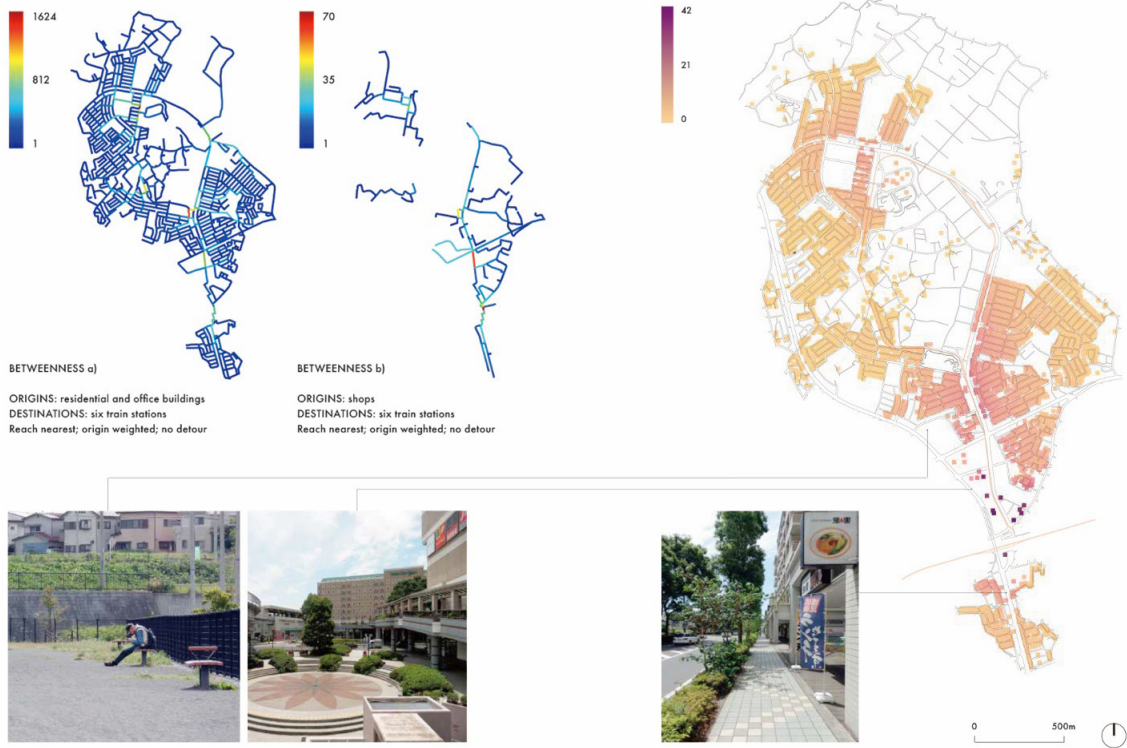 1624
812
1
70
35
1
42
21
0
BETWEENNESS a)
ORIGINS: residential and office buildings
DESTINATIONS: six train stations
Reach nearest; origin weighted; no detour
BETWEENNESS b)
ORIGINS: shops
DESTINATIONS: six train stations
Reach nearest; origin weighted; no detour
0
500m